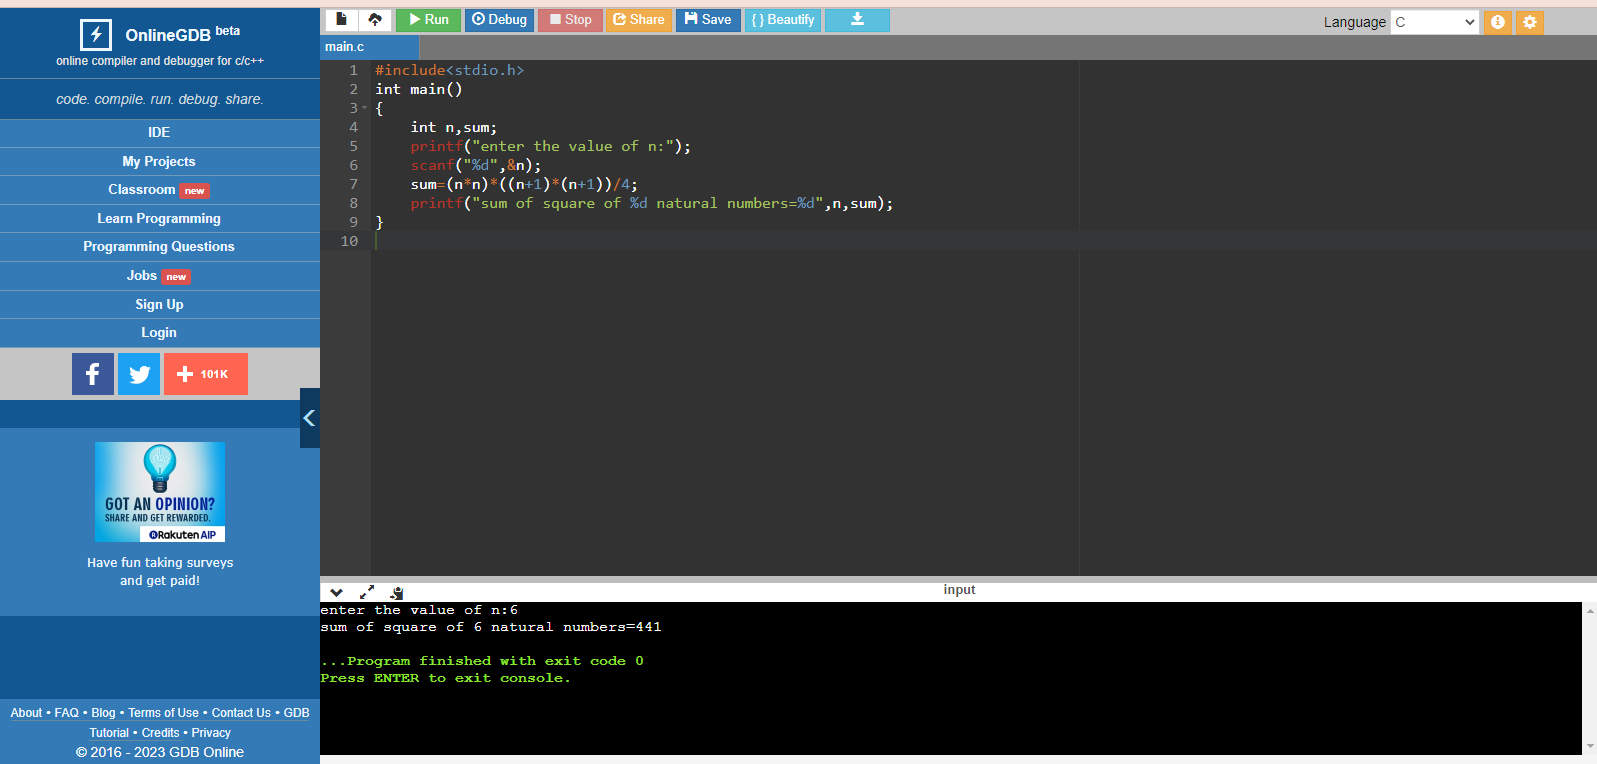 OnlineGDB beta
online compiler and debugger for c/c++
code. compile. run. debug. share.
IDE
My Projects
Classroom new
Learn Programming
Programming Questions
Jobs new
Sign Up
Login
101K
GOT AN OPINION?
SHARE AND GET REWARDED.
Rakuten AIP
Have fun taking surveys
and get paid!
About • FAQ • Blog • Terms of Use • Contact Us • GDB
Tutorial • Credits • Privacy
© 2016 - 2023 GDB Online
Run Debug Stop Share Save { } Beautify
Language C
main.c
1 #include<stdio.h>
2 int main()
3 {
4 int n,sum;
5 printf("enter the value of n:");
6 scanf("%d",&n);
7 sum=(n*n)*((n+1)*(n+1))/4;
8 printf("sum of square of %d natural numbers=%d",n,sum);
9 }
10
input
enter the value of n:6
sum of square of 6 natural numbers=441
...Program finished with exit code 0
Press ENTER to exit console.